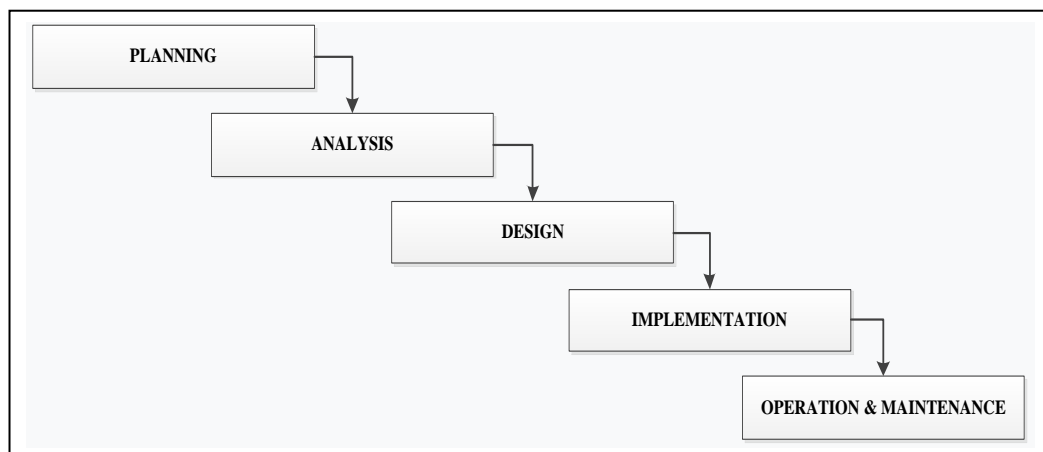 PLANNING
ANALYSIS
DESIGN
IMPLEMENTATION
OPERATION & MAINTENANCE